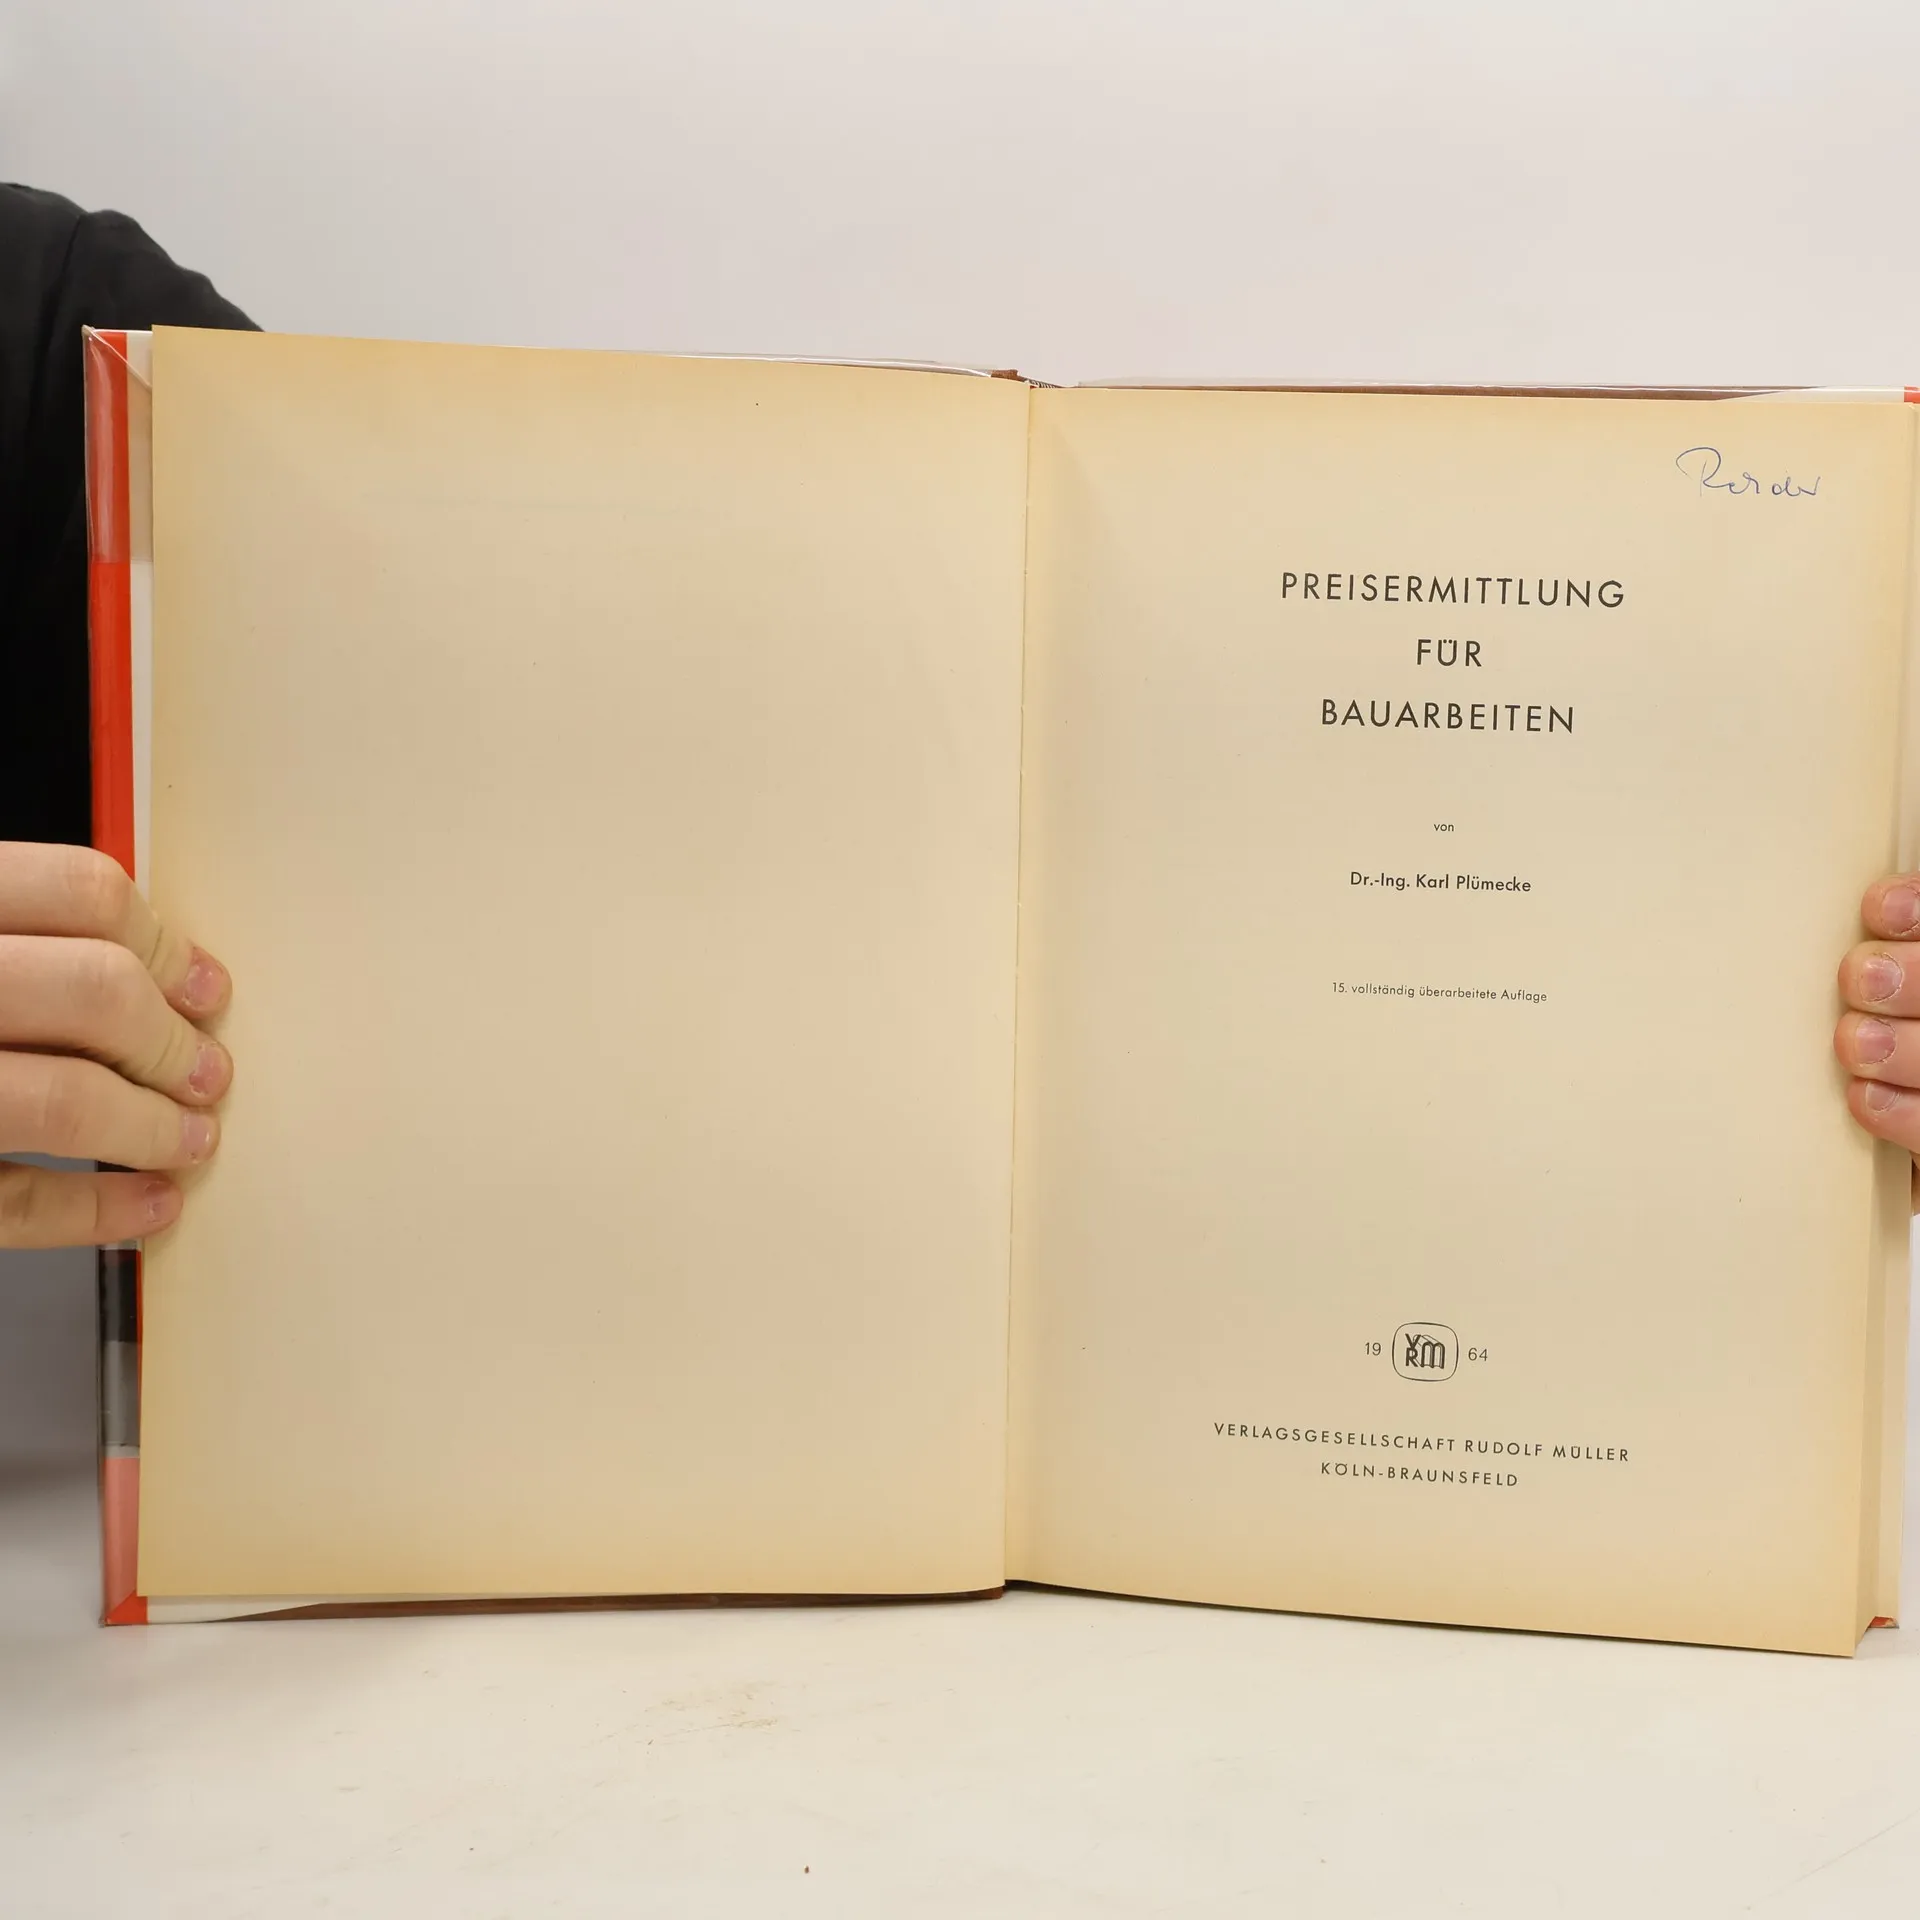 PREISERMITTLUNG
FÜR
BAUARBEITEN
von
Dr.-Ing. Karl Plümecke
15. vollständig überarbeitete Auflage
19 VRM 64
VERLAGSGESELLSCHAFT RUDOLF MÜLLER
KÖLN-BRAUNSFELD